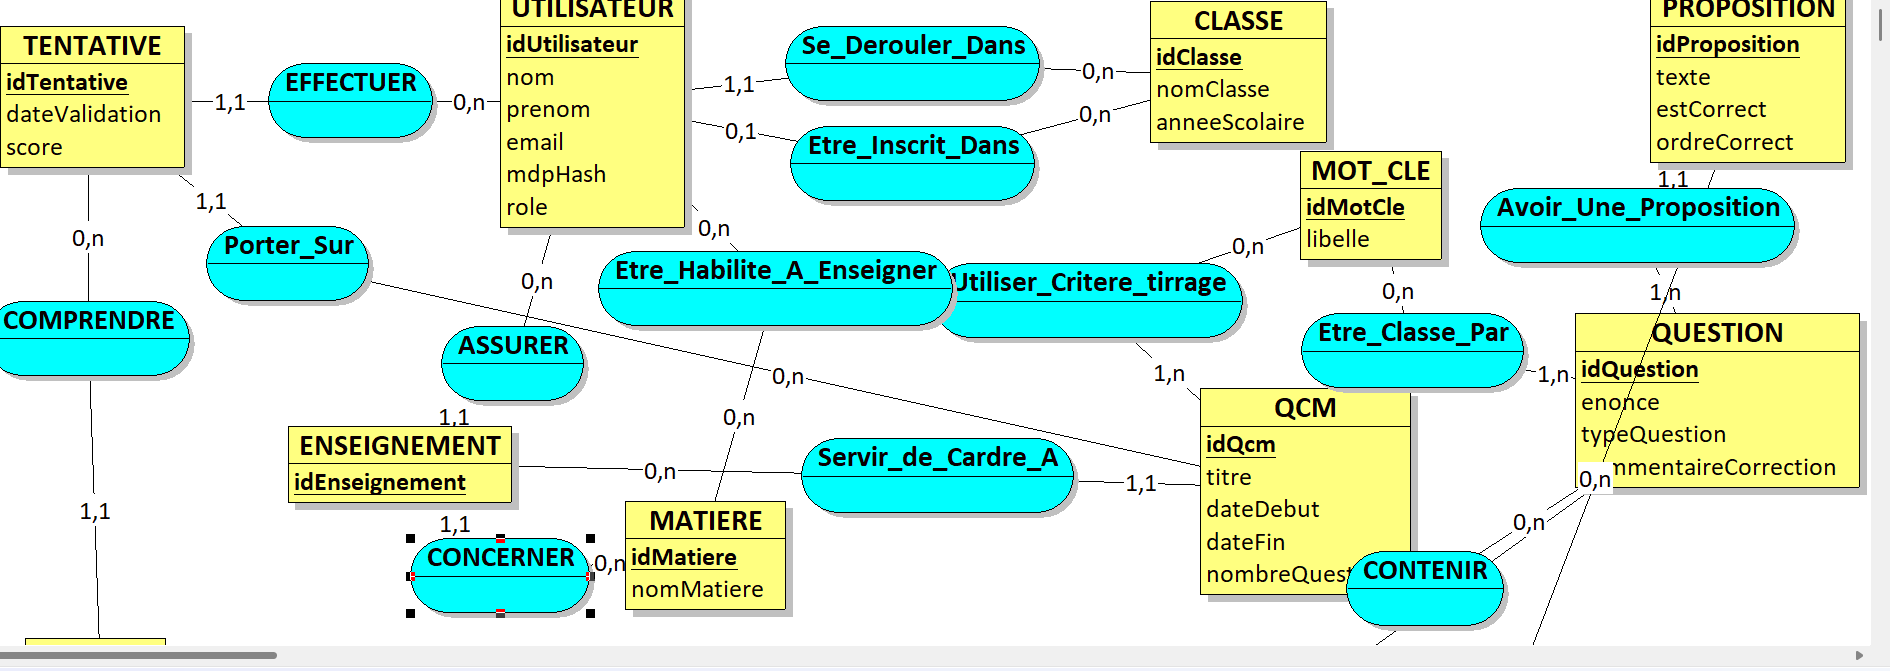 TENTATIVE
idTentative
dateValidation
score
1,1
EFFECTUER
0,n
UTILISATEUR
idUtilisateur
nom
prenom
email
mdpHash
role
1,1
Se_Derouler_Dans
0,n
0,1
Etre_Inscrit_Dans
0,n
CLASSE
idClasse
nomClasse
anneeScolaire
PROPOSITION
idProposition
texte
estCorrect
ordreCorrect
1,1
Avoir_Une_Proposition
1,n
MOT_CLE
idMotCle
libelle
0,n
0,n
Etre_Classe_Par
1,n
QUESTION
idQuestion
enonce
typeQuestion
mmentaireCorrection
0,n
0,n
1,1
Porter_Sur
0,n
0,n
COMPRENDRE
1,1
0,n
Etre_Habilite_A_Enseigner
0,n
Utiliser_Critere_tirrage
1,n
0,n
ASSURER
1,1
ENSEIGNEMENT
idEnseignement
1,1
CONCERNER
0,n
MATIERE
idMatiere
nomMatiere
0,n
Servir_de_Cardre_A
1,1
QCM
idQcm
titre
dateDebut
dateFin
nombreQuest
CONTENIR